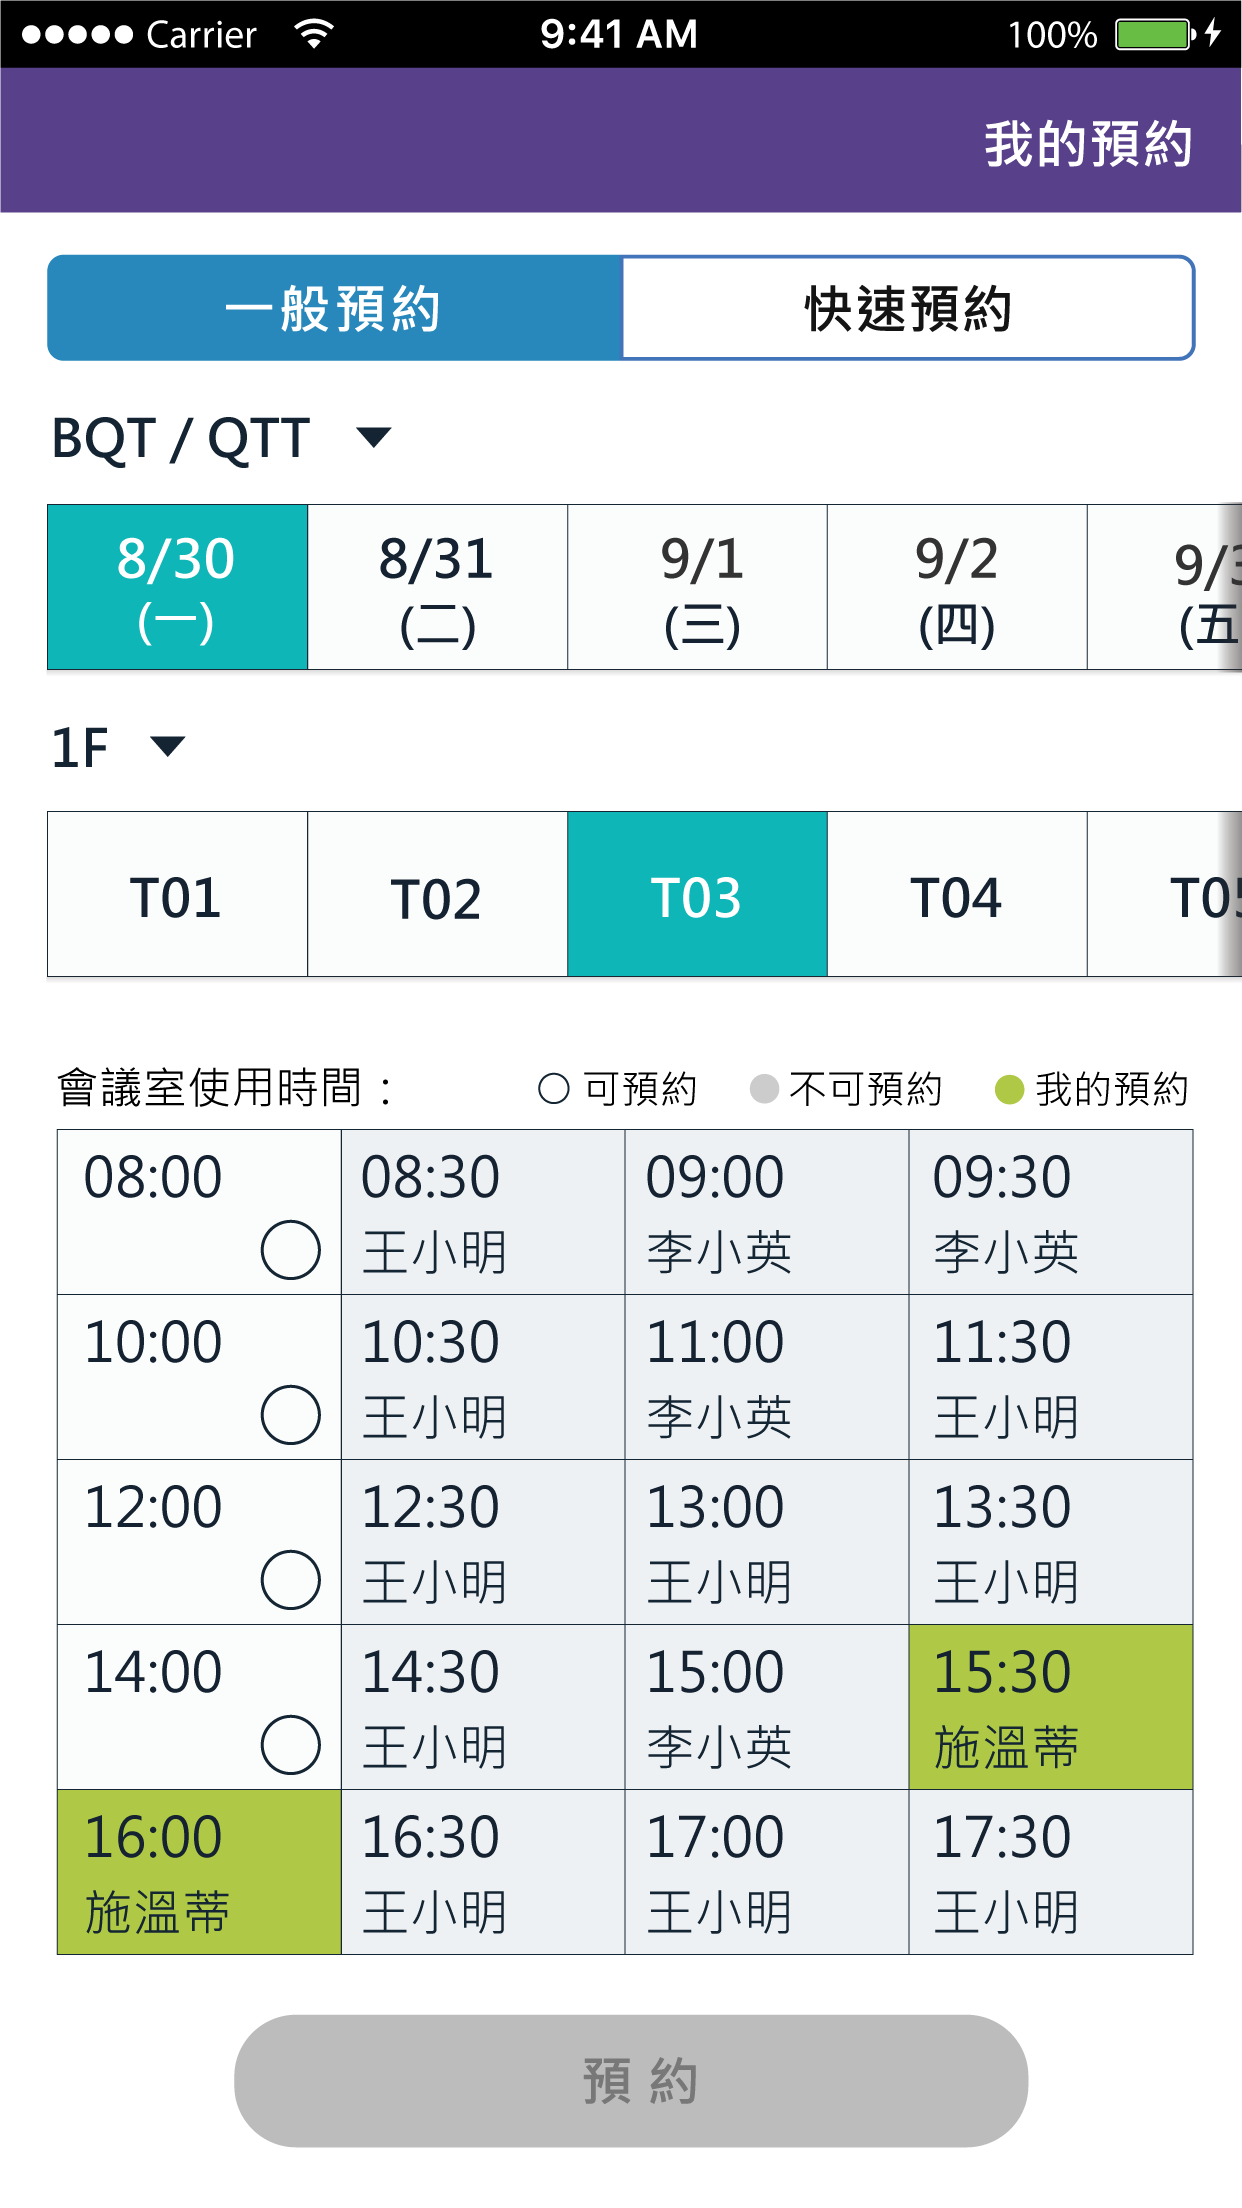 Carrier 9:41 AM 100%
我的預約
一般預約 快速預約
BQT / QTT
8/30 8/31 9/1 9/2 9/3
(一) (二) (三) (四) (五
1F
T01 T02 T03 T04 T05
會議室使用時間： 可預約 不可預約 我的預約
08:00 08:30 09:00 09:30
王小明 李小英 李小英
10:00 10:30 11:00 11:30
王小明 李小英 王小明
12:00 12:30 13:00 13:30
王小明 王小明 王小明
14:00 14:30 15:00 15:30
王小明 李小英 施溫蒂
16:00 16:30 17:00 17:30
施溫蒂 王小明 王小明 王小明
預約